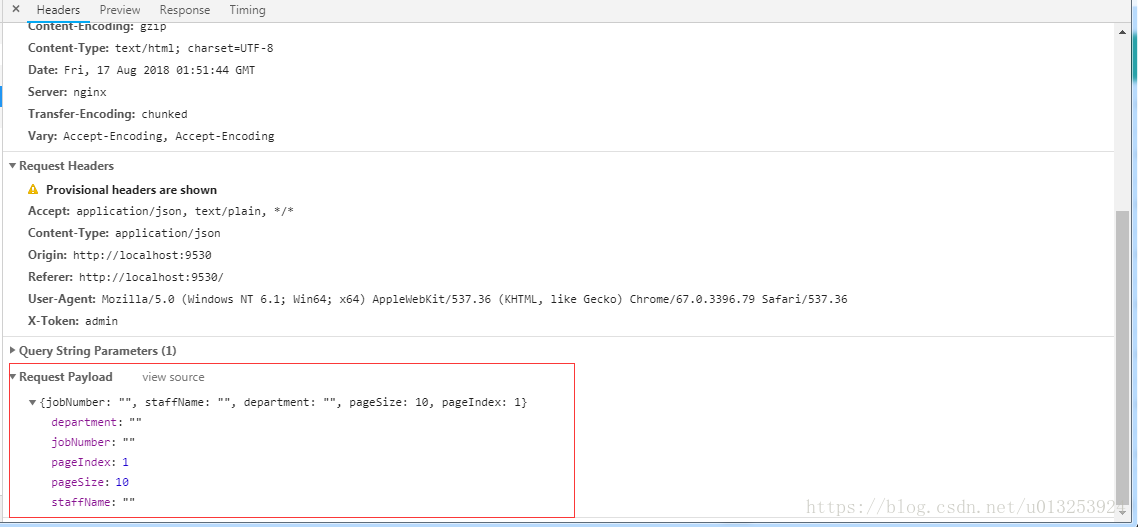 × Headers Preview Response Timing
Content-Encoding: gzip
Content-Type: text/html; charset=UTF-8
Date: Fri, 17 Aug 2018 01:51:44 GMT
Server: nginx
Transfer-Encoding: chunked
Vary: Accept-Encoding, Accept-Encoding
Request Headers
Provisional headers are shown
Accept: application/json, text/plain, */*
Content-Type: application/json
Origin: http://localhost:9530
Referer: http://localhost:9530/
User-Agent: Mozilla/5.0 (Windows NT 6.1; Win64; x64) AppleWebKit/537.36 (KHTML, like Gecko) Chrome/67.0.3396.79 Safari/537.36
X-Token: admin
Query String Parameters (1)
Request Payload view source
{jobNumber: "", staffName: "", department: "", pageSize: 10, pageIndex: 1}
department: ""
jobNumber: ""
pageIndex: 1
pageSize: 10
staffName: ""
https://blog.csdn.net/u013253924